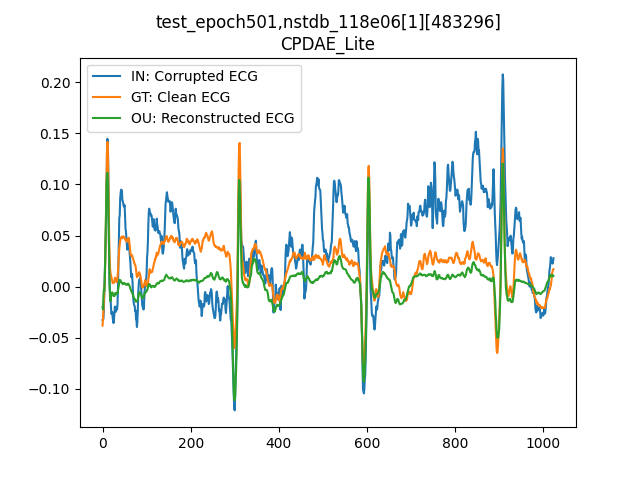 test_epoch501,nstdb_118e06[1][483296]
CPDAE_Lite
IN: Corrupted ECG
GT: Clean ECG
OU: Reconstructed ECG
0.20
0.15
0.10
0.05
0.00
−0.05
−0.10
0 200 400 600 800 1000